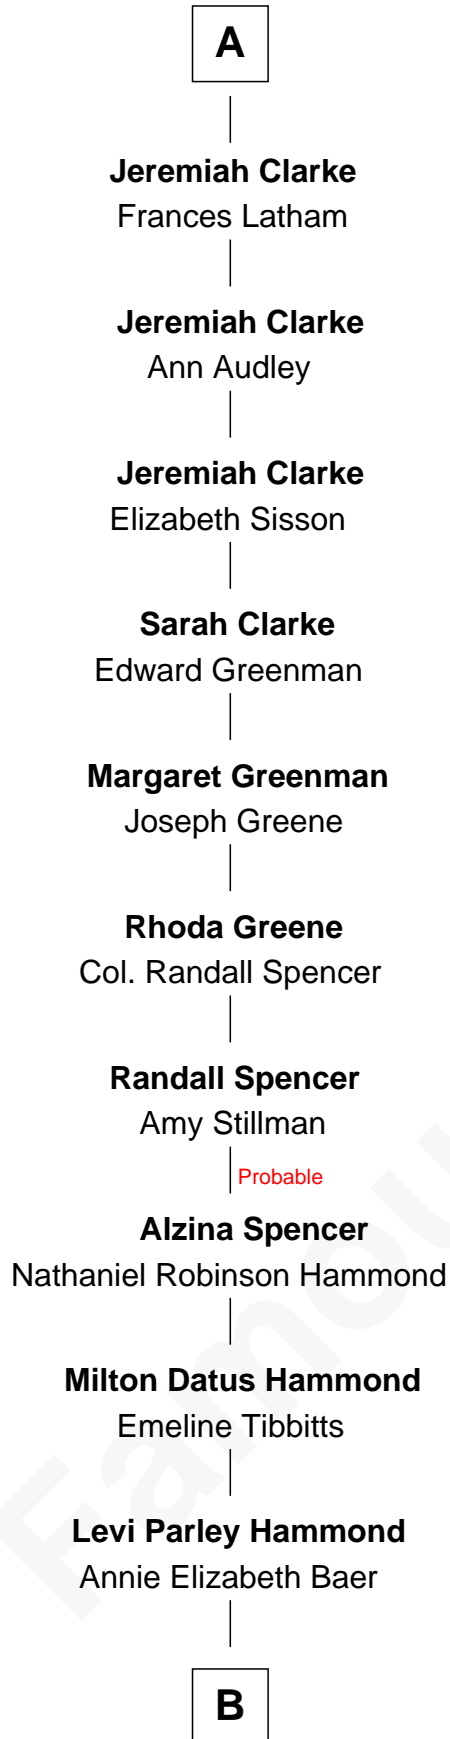 A
Jeremiah Clarke
Frances Latham
Jeremiah Clarke
Ann Audley
Jeremiah Clarke
Elizabeth Sisson
Sarah Clarke
Edward Greenman
Margaret Greenman
Joseph Greene
Rhoda Greene
Col. Randall Spencer
Randall Spencer
Amy Stillman
Probable
Alzina Spencer
Nathaniel Robinson Hammond
Milton Datus Hammond
Emeline Tibbitts
Levi Parley Hammond
Annie Elizabeth Baer
B
Famou